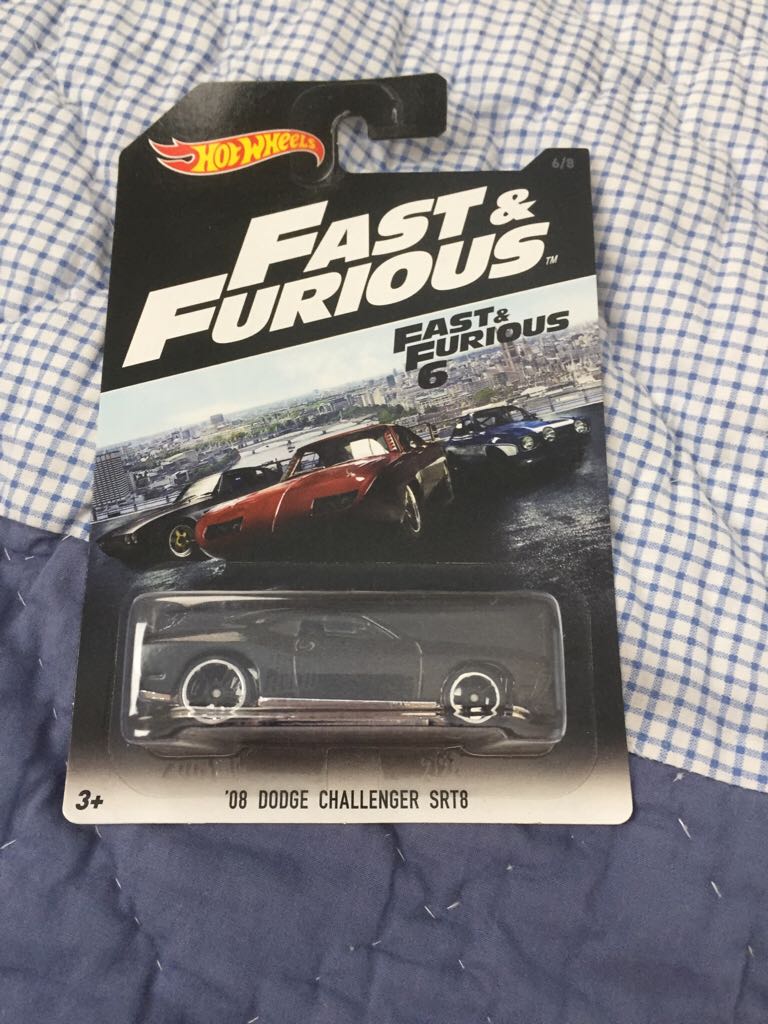 HOT WHEELS
6/8
FAST &
FURIOUS
TM
FAST &
FURIOUS
6
3+
'08 DODGE CHALLENGER SRT8